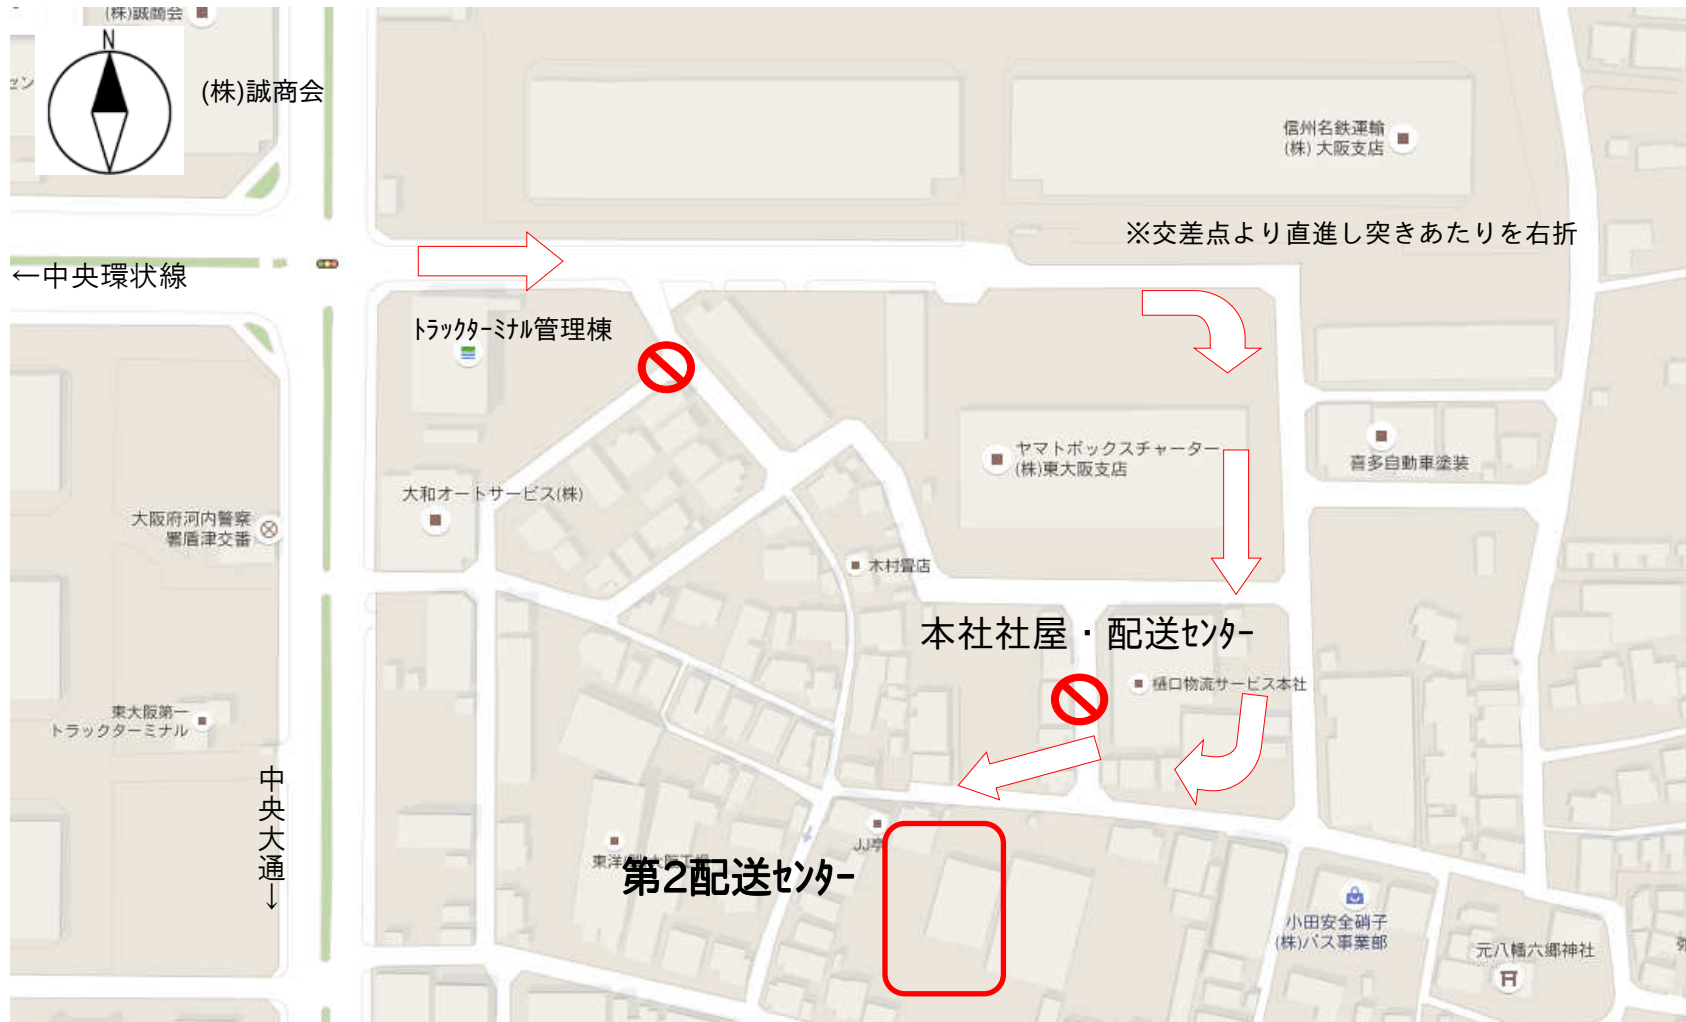 (株)誠商会
N
(株)誠商会
信州名鉄運輸
(株) 大阪支店
※交差点より直進し突きあたりを右折
←中央環状線
ﾄﾗｯｸﾀｰﾐﾅﾙ管理棟
ヤマトボックスチャーター
(株)東大阪支店
喜多自動車塗装
大和オートサービス(株)
大阪府河内警察
署盾津交番
木村畳店
本社社屋・配送ｾﾝﾀｰ
樋口物流サービス本社
東大阪第一
トラックターミナル
中央大通→
JJ亭
東洋
第2配送ｾﾝﾀｰ
小田安全硝子
(株)バス事業部
元八幡六郷神社